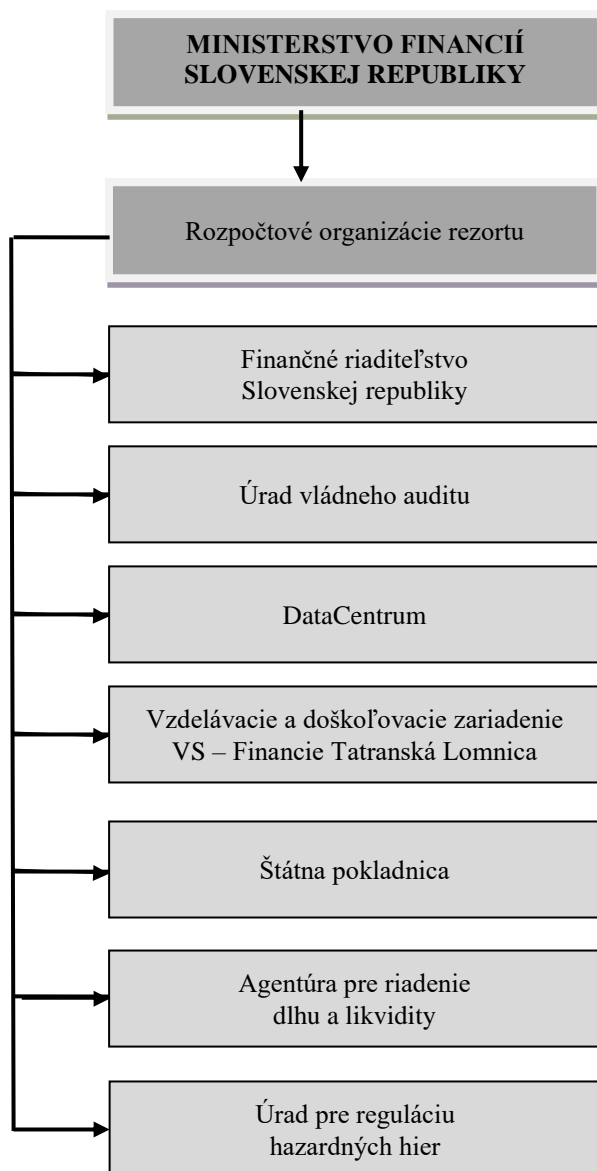 MINISTERSTVO FINANCIÍ
SLOVENSKEJ REPUBLIKY
Rozpočtové organizácie rezortu
Finančné riaditeľstvo
Slovenskej republiky
Úrad vládneho auditu
DataCentrum
Vzdelávacie a doškoľovacie zariadenie
VS – Financie Tatranská Lomnica
Štátna pokladnica
Agentúra pre riadenie
dlhu a likvidity
Úrad pre reguláciu
hazardných hier